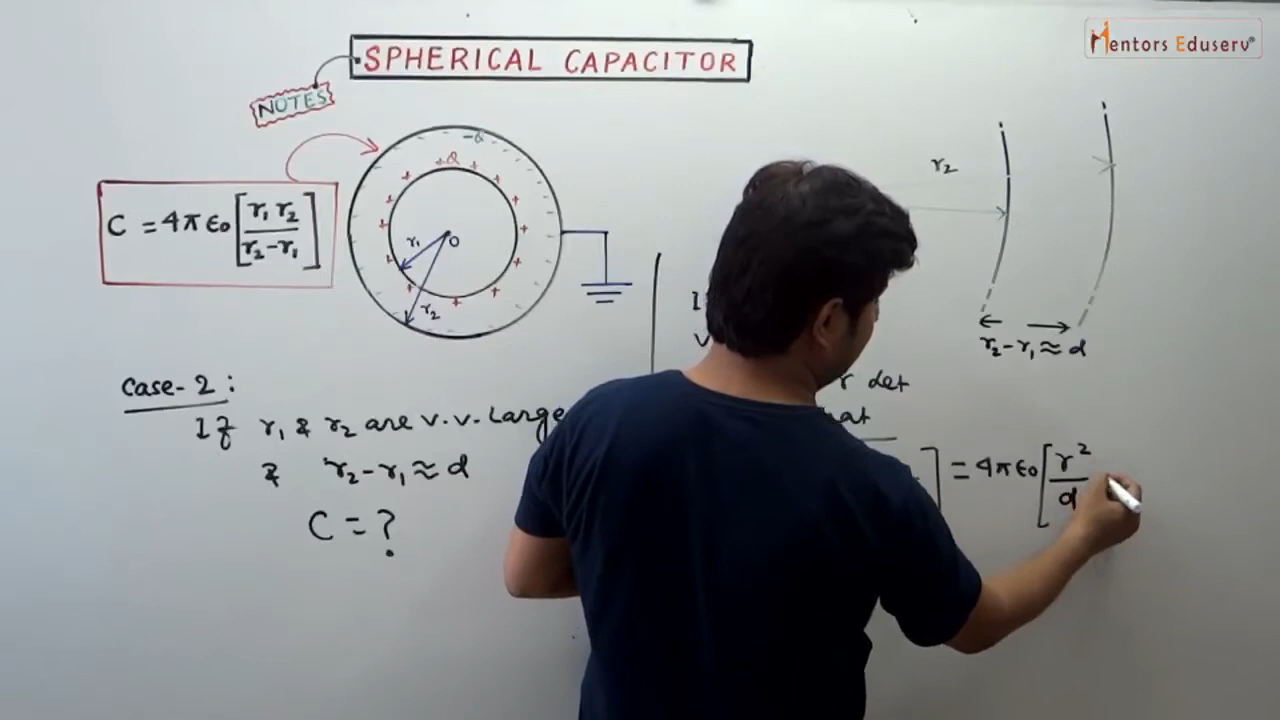 Mentors Eduserv®
SPHERICAL CAPACITOR
NOTES
-Q
+Q
C = 4π ε0 [r1 r2 / r2-r1]
r1
O
r2
r2
r2-r1 ≈ d
Case-2:
If r1 & r2 are v.v. Large
& r2-r1 ≈ d
C = ?
r det
] = 4π ε0 [r² / d